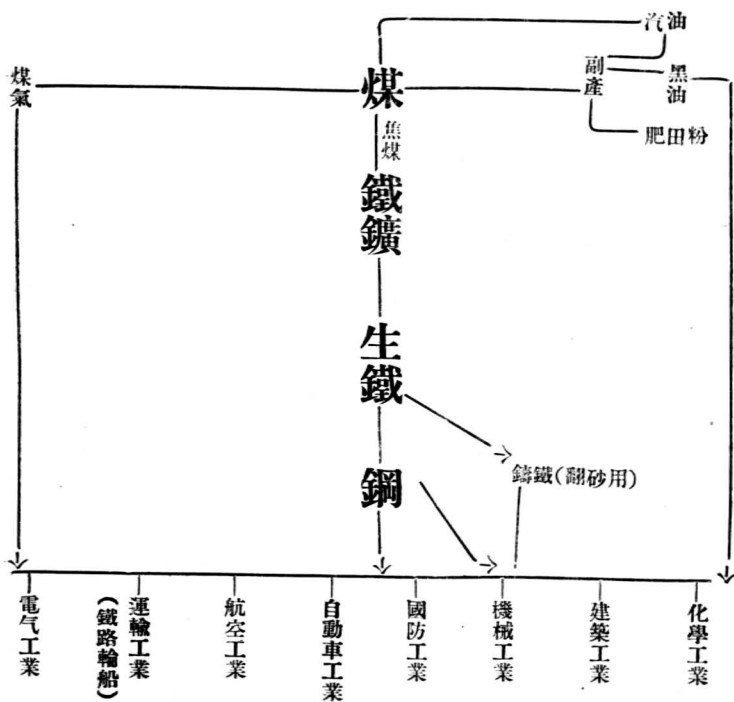 汽油
副產
黑油
肥田粉
煤氣
煤
焦煤
鐵鑛
生鐵
鋼
鑄鐵(翻砂用)
電气工業
運輸工業
(鐵路輪船)
航空工業
自動車工業
國防工業
機械工業
建築工業
化學工業